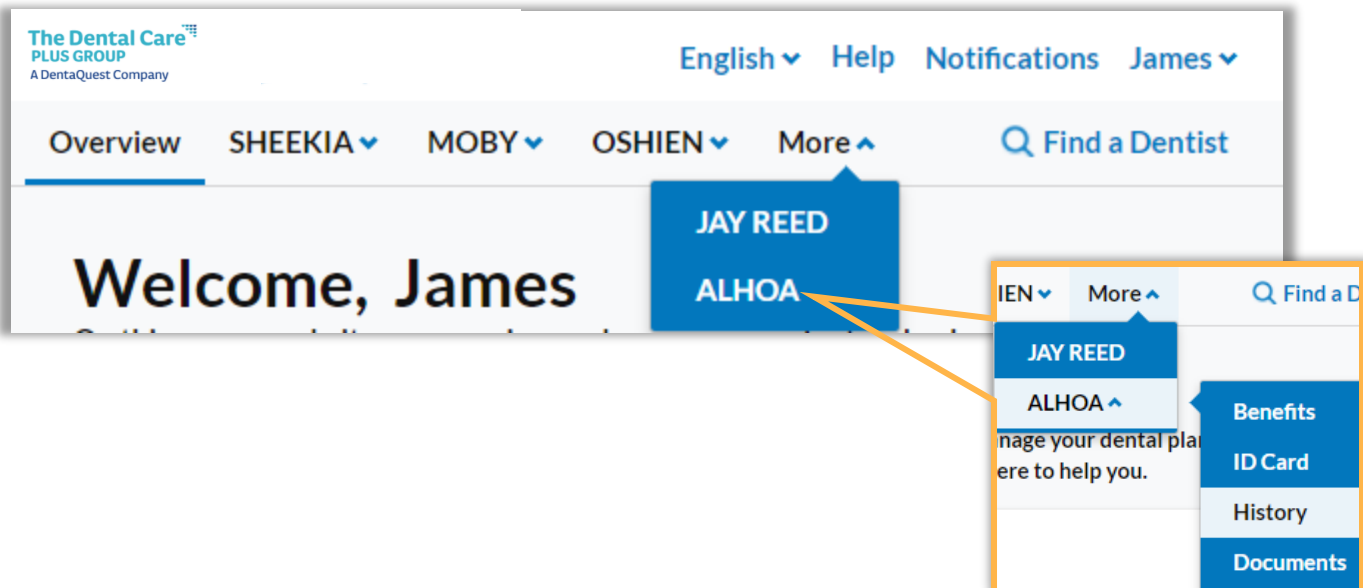 The Dental Care
PLUS GROUP
A DentaQuest Company
English Help Notifications James
Overview SHEEKIA MOBY OSHIEN More Find a Dentist
JAY REED
ALHOA
Welcome, James
IEN More Find a D
JAY REED
ALHOA
Benefits
nage your dental pla
ID Card
ere to help you.
History
Documents